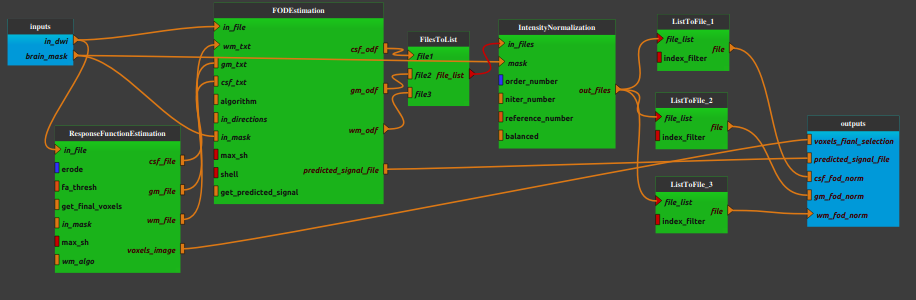 inputs
in_dwi
brain_mask
ResponseFunctionEstimation
in_file
csf_file
erode
fa_thresh
gm_file
get_final_voxels
in_mask
wm_file
max_sh
voxels_image
wm_algo
FODEstimation
in_file
wm_txt
csf_odf
gm_txt
csf_txt
gm_odf
algorithm
in_directions
wm_odf
in_mask
max_sh
predicted_signal_file
shell
get_predicted_signal
FilesToList
file1
file2 file_list
file3
IntensityNormalization
in_files
mask
order_number
out_files
niter_number
reference_number
balanced
ListToFile_1
file_list
file
index_filter
ListToFile_2
file_list
file
index_filter
ListToFile_3
file_list
file
index_filter
outputs
voxels_fianl_selection
predicted_signal_file
csf_fod_norm
gm_fod_norm
wm_fod_norm